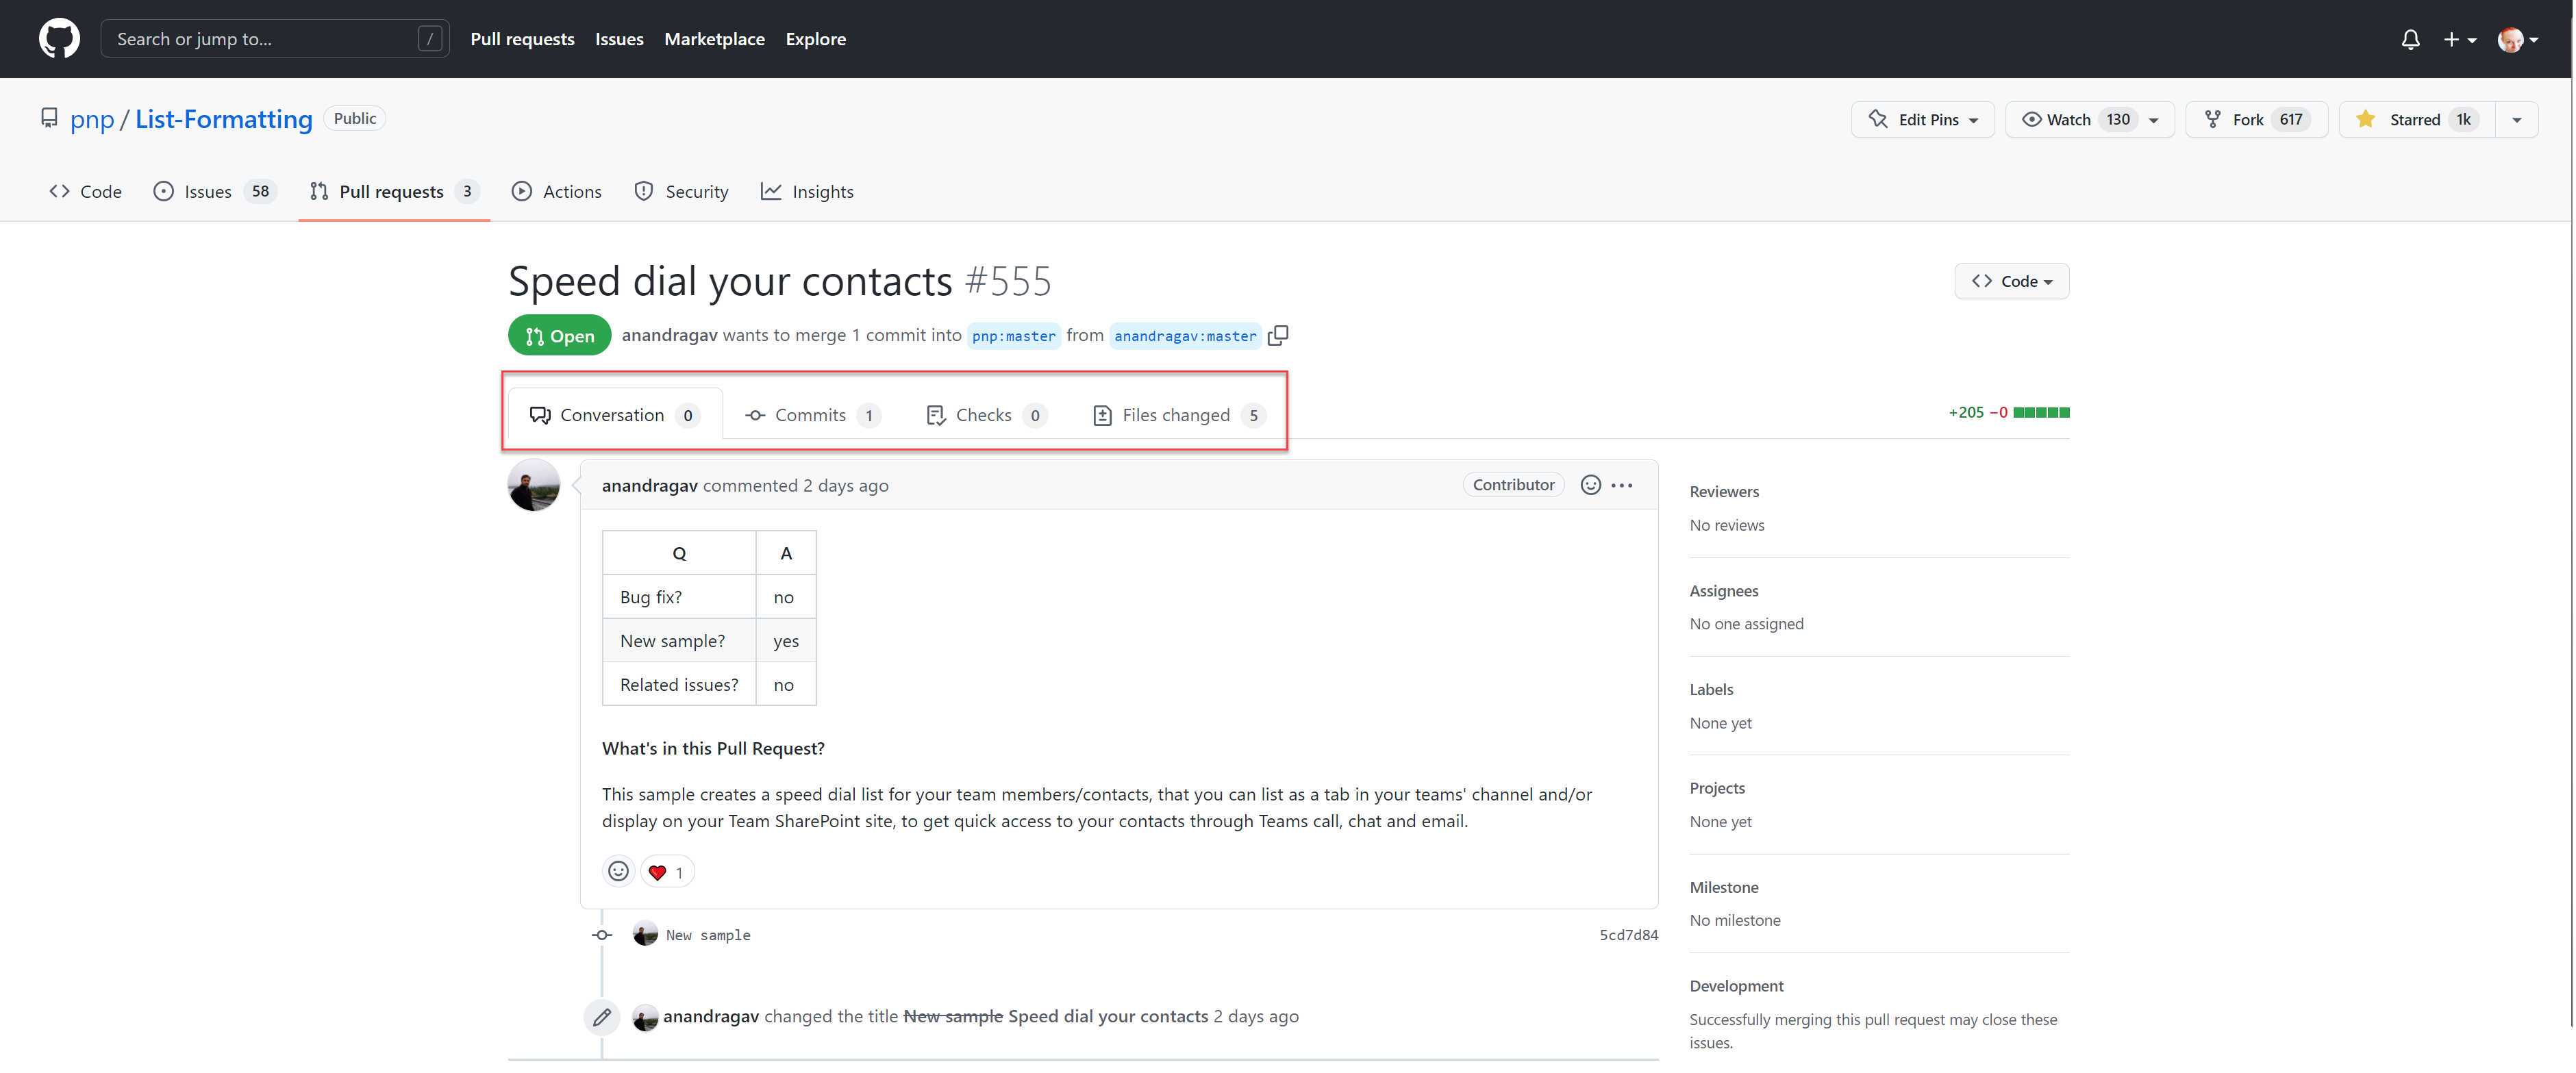 Search or jump to... / Pull requests Issues Marketplace Explore
pnp / List-Formatting Public Edit Pins Watch 130 Fork 617 Starred 1k
Code Issues 58 Pull requests 3 Actions Security Insights
Speed dial your contacts #555 Code
Open anandragav wants to merge 1 commit into pnp:master from anandragav:master
Conversation 0 Commits 1 Checks 0 Files changed 5 +205 −0
anandragav commented 2 days ago Contributor ...
Q A
Bug fix? no
New sample? yes
Related issues? no
What's in this Pull Request?
This sample creates a speed dial list for your team members/contacts, that you can list as a tab in your teams' channel and/or
display on your Team SharePoint site, to get quick access to your contacts through Teams call, chat and email.
1
New sample 5cd7d84
anandragav changed the title New sample Speed dial your contacts 2 days ago
Reviewers
No reviews
Assignees
No one assigned
Labels
None yet
Projects
None yet
Milestone
No milestone
Development
Successfully merging this pull request may close these
issues.